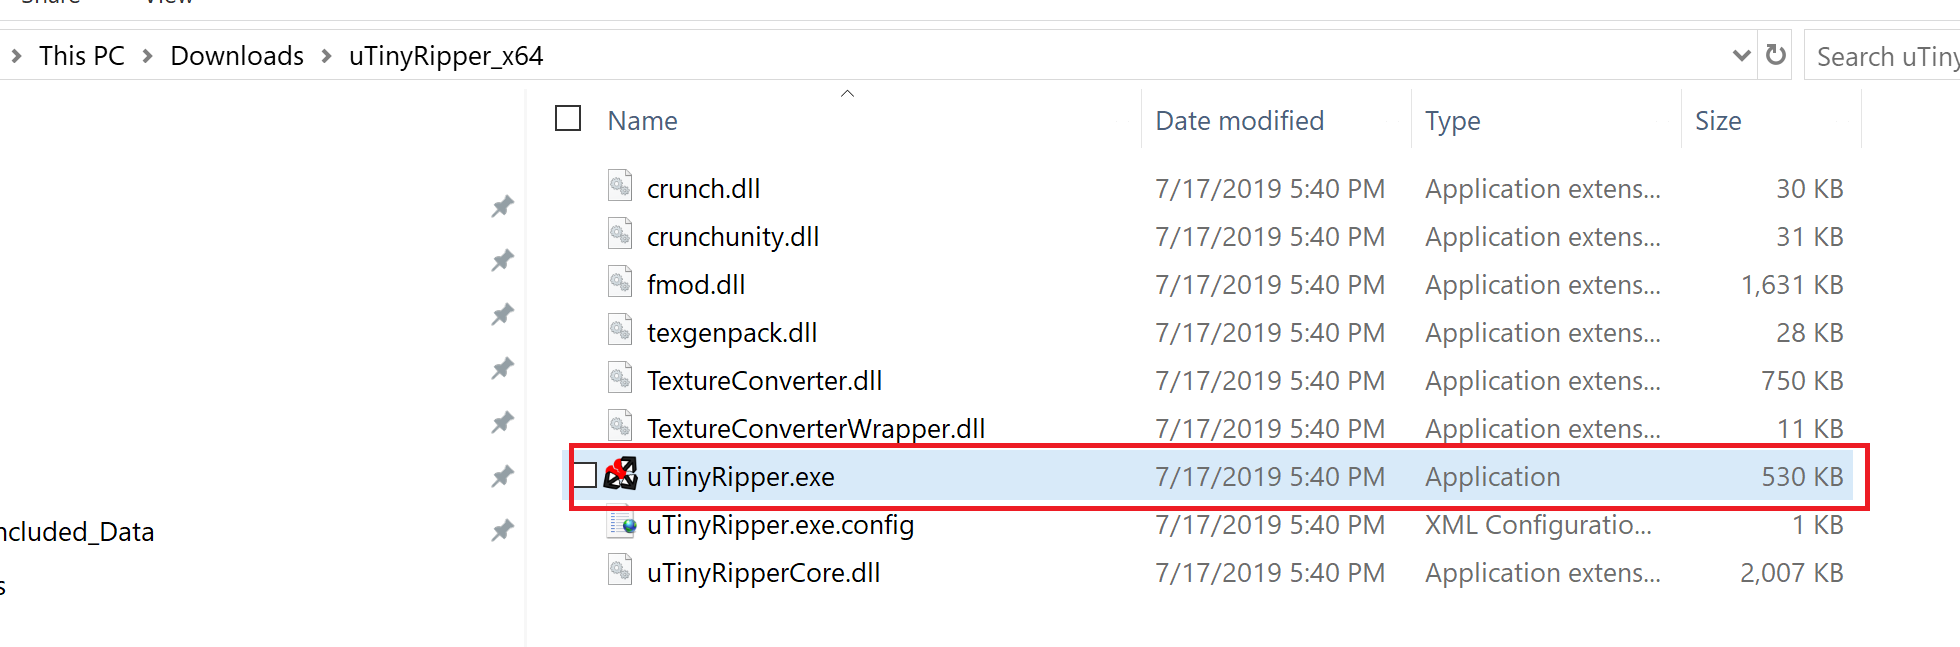 Share View
This PC Downloads uTinyRipper_x64 Search uTiny
Name Date modified Type Size
crunch.dll 7/17/2019 5:40 PM Application extens... 30 KB
crunchunity.dll 7/17/2019 5:40 PM Application extens... 31 KB
fmod.dll 7/17/2019 5:40 PM Application extens... 1,631 KB
texgenpack.dll 7/17/2019 5:40 PM Application extens... 28 KB
TextureConverter.dll 7/17/2019 5:40 PM Application extens... 750 KB
TextureConverterWrapper.dll 7/17/2019 5:40 PM Application extens... 11 KB
uTinyRipper.exe 7/17/2019 5:40 PM Application 530 KB
uTinyRipper.exe.config 7/17/2019 5:40 PM XML Configuratio... 1 KB
ncluded_Data
uTinyRipperCore.dll 7/17/2019 5:40 PM Application extens... 2,007 KB
s